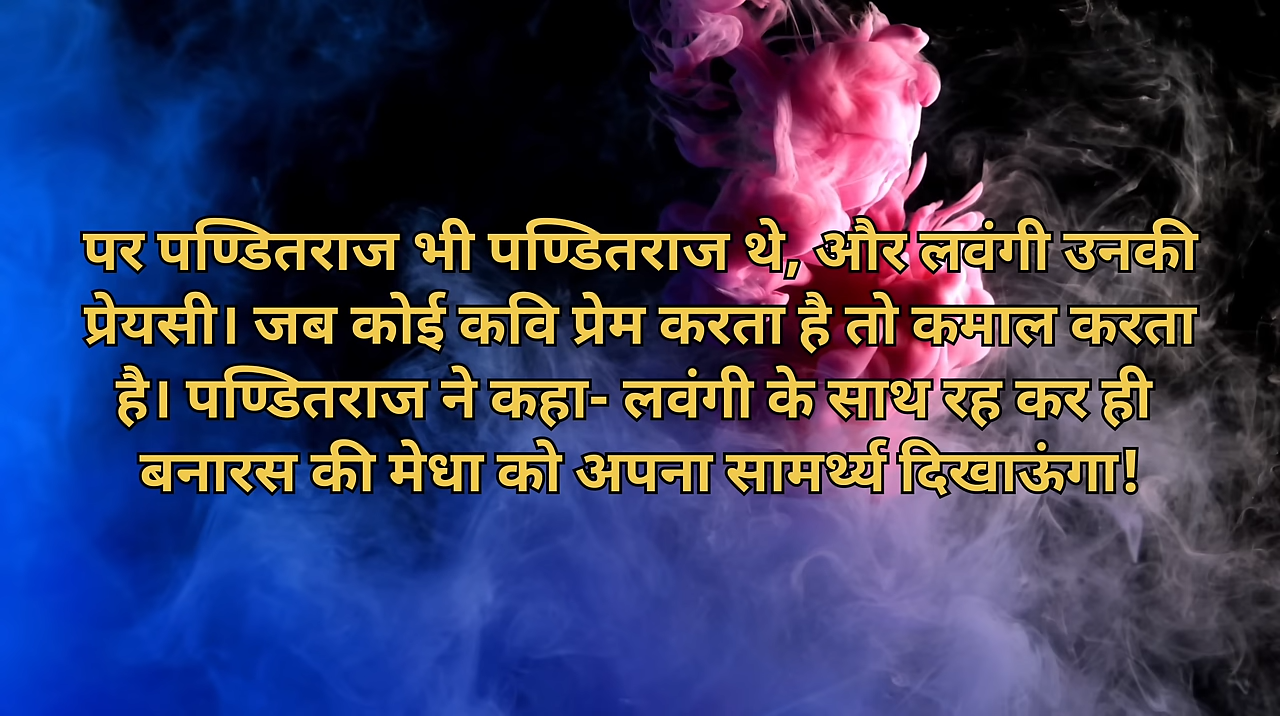 पर पण्डितराज भी पण्डितराज थे, और लवंगी उनकी
प्रेयसी। जब कोई कवि प्रेम करता है तो कमाल करता
है। पण्डितराज ने कहा- लवंगी के साथ रह कर ही
बनारस की मेधा को अपना सामर्थ्य दिखाऊंगा!